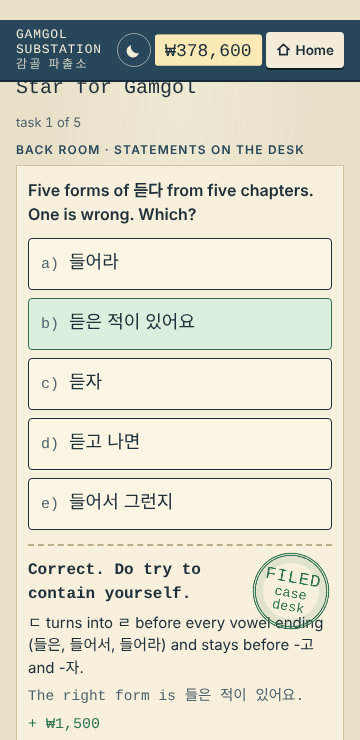 GAMGOL
SUBSTATION
감골 파출소
₩378,600
Home
Star for Gamgol
task 1 of 5
BACK ROOM · STATEMENTS ON THE DESK
Five forms of 듣다 from five chapters.
One is wrong. Which?
a) 들어라
b) 듣은 적이 있어요
c) 듣자
d) 듣고 나면
e) 들어서 그런지
Correct. Do try to
contain yourself.
FILED
case
desk
ㄷ turns into ㄹ before every vowel ending
(들은, 들어서, 들어라) and stays before -고
and -자.
The right form is 들은 적이 있어요.
+ ₩1,500